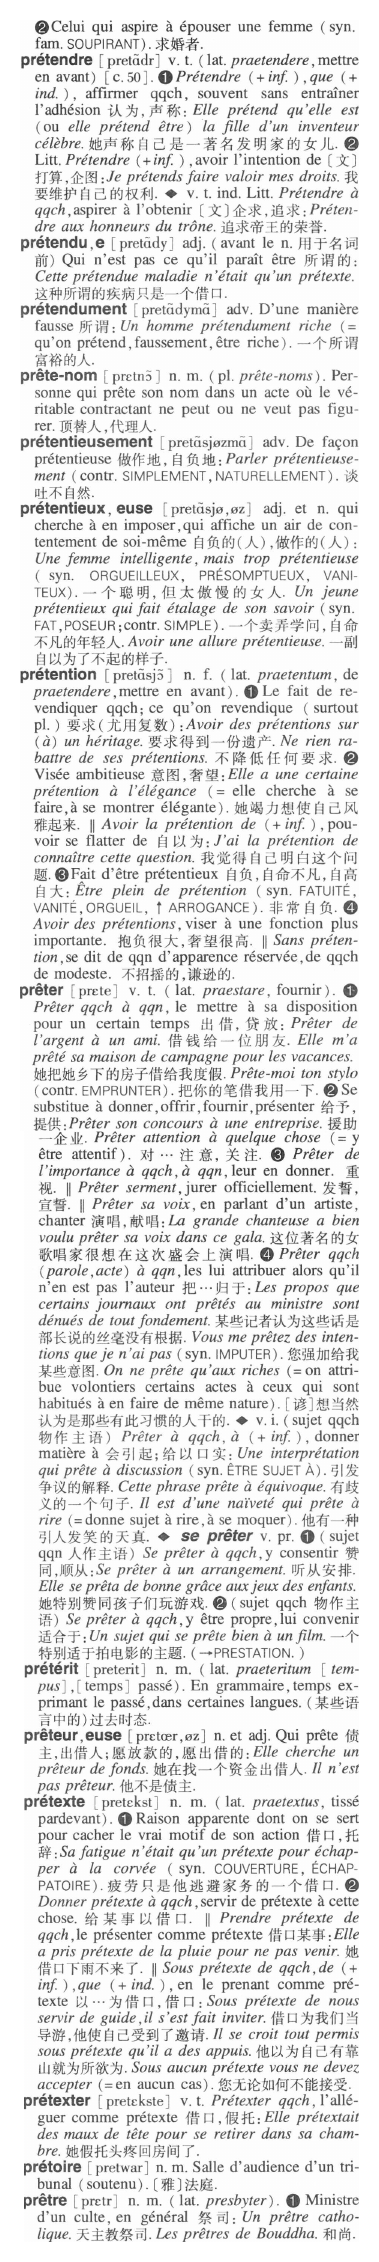 ❷Celui qui aspire à épouser une femme (syn.
fam. SOUPIRANT). 求婚者.
prétendre [pretɑ̃dr] v. t. (lat. praetendere, mettre
en avant) [c. 50]. ❶Prétendre (+inf.), que (+
ind.), affirmer qqch, souvent sans entraîner
l'adhésion 认为, 声称: Elle prétend qu'elle est
(ou elle prétend être) la fille d'un inventeur
célèbre. 她声称自己是一著名发明家的女儿. ❷
Litt. Prétendre (+inf.), avoir l'intention de [文]
打算, 企图: Je prétends faire valoir mes droits. 我
要维护自己的权利. ◆ v. t. ind. Litt. Prétendre à
qqch, aspirer à l'obtenir [文]企求, 追求: Préten-
dre aux honneurs du trône. 追求帝王的荣誉.
prétendu, e [pretɑ̃dy] adj. (avant le n. 用于名词
前) Qui n'est pas ce qu'il paraît être 所谓的:
Cette prétendue maladie n'était qu'un prétexte.
这种所谓的疾病只是一个借口.
prétendument [pretɑ̃dymɑ̃] adv. D'une manière
fausse 所谓: Un homme prétendument riche (=
qu'on prétend, faussement, être riche). 一个所谓
富裕的人.
prête-nom [prɛtnɔ̃] n. m. (pl. prête-noms). Per-
sonne qui prête son nom dans un acte où le vé-
ritable contractant ne peut ou ne veut pas figu-
rer. 顶替人, 代理人.
prétentieusement [pretɑ̃sjøzmɑ̃] adv. De façon
prétentieuse 做作地, 自负地: Parler prétentieuse-
ment (contr. SIMPLEMENT, NATURELLEMENT). 谈
吐不自然.
prétentieux, euse [pretɑ̃sjø, øz] adj. et n. qui
cherche à en imposer, qui affiche un air de con-
tentement de soi-même 自负的(人), 做作的(人):
Une femme intelligente, mais trop prétentieuse
( syn. ORGUEILLEUX, PRÉSOMPTUEUX, VANI-
TEUX). 一个聪明, 但太傲慢的女人. Un jeune
prétentieux qui fait étalage de son savoir (syn.
FAT, POSEUR; contr. SIMPLE). 一个卖弄学问, 自命
不凡的年轻人. Avoir une allure prétentieuse. 一副
自以为了不起的样子.
prétention [pretɑ̃sjɔ̃] n. f. (lat. praetentum, de
praetendere, mettre en avant). ❶Le fait de re-
vendiquer qqch; ce qu'on revendique ( surtout
pl.) 要求(尤用复数): Avoir des prétentions sur
(à) un héritage. 要求得到一份遗产. Ne rien ra-
battre de ses prétentions. 不降低任何要求. ❷
Visée ambitieuse 意图, 奢望: Elle a une certaine
prétention à l'élégance (= elle cherche à se
faire, à se montrer élégante). 她竭力想使自己风
雅起来. ‖ Avoir la prétention de (+inf.), pou-
voir se flatter de 自以为: J'ai la prétention de
connaître cette question. 我觉得自己明白这个问
题. ❸Fait d'être prétentieux 自负, 自命不凡, 自高
自大: Être plein de prétention (syn. FATUITÉ,
VANITÉ, ORGUEIL, ↑ ARROGANCE). 非常自负. ❹
Avoir des prétentions, viser à une fonction plus
importante. 抱负很大, 奢望很高. ‖ Sans préten-
tion, se dit de qqn d'apparence réservée, de qqch
de modeste. 不招摇的, 谦逊的.
prêter [prɛte] v. t. ( lat. praestare, fournir). ❶
Prêter qqch à qqn, le mettre à sa disposition
pour un certain temps 出借, 贷放: Prêter de
l'argent à un ami. 借钱给一位朋友. Elle m'a
prêté sa maison de campagne pour les vacances.
她把她乡下的房子借给我度假. Prête-moi ton stylo
(contr. EMPRUNTER). 把你的笔借我用一下. ❷Se
substitue à donner, offrir, fournir, présenter 给予,
提供: Prêter son concours à une entreprise. 援助
一企业. Prêter attention à quelque chose (= y
être attentif). 对…注意, 关注. ❸ Prêter de
l'importance à qqch, à qqn, leur en donner. 重
视. ‖ Prêter serment, jurer officiellement. 发誓,
宣誓. ‖ Prêter sa voix, en parlant d'un artiste,
chanter 演唱, 献唱: La grande chanteuse a bien
voulu prêter sa voix dans ce gala. 这位著名的女
歌唱家很想在这次盛会上演唱. ❹Prêter qqch
(parole, acte) à qqn, les lui attribuer alors qu'il
n'en est pas l'auteur 把…归于: Les propos que
certains journaux ont prêtés au ministre sont
dénués de tout fondement. 某些记者认为这些话是
部长说的丝毫没有根据. Vous me prêtez des inten-
tions que je n'ai pas (syn. IMPUTER). 您强加给我
某些意图. On ne prête qu'aux riches (=on attri-
bue volontiers certains actes à ceux qui sont
habitués à en faire de même nature). [谚]想当然
认为是那些有此习惯的人干的. ◆ v. i. (sujet qqch
物作主语) Prêter à qqch, à (+inf.), donner
matière à 会引起; 给以口实: Une interprétation
qui prête à discussion (syn. ÊTRE SUJET À). 引发
争议的解释. Cette phrase prête à équivoque. 有歧
义的一个句子. Il est d'une naïveté qui prête à
rire (=donne sujet à rire, à se moquer). 他有一种
引人发笑的天真. ◆ se prêter v. pr. ❶ (sujet
qqn 人作主语) Se prêter à qqch, y consentir 赞
同, 顺从: Se prêter à un arrangement. 听从安排.
Elle se prêta de bonne grâce aux jeux des enfants.
她特别赞同孩子们玩游戏. ❷(sujet qqch 物作主
语) Se prêter à qqch, y être propre, lui convenir
适合于: Un sujet qui se prête bien à un film. 一个
特别适于拍电影的主题. (→PRESTATION.)
prétérit [preterit] n. m. (lat. praeteritum [tem-
pus], [temps] passé). En grammaire, temps ex-
primant le passé, dans certaines langues. (某些语
言中的)过去时态.
prêteur, euse [prɛtœr, øz] n. et adj. Qui prête 债
主, 出借人; 愿放款的, 愿出借的: Elle cherche un
prêteur de fonds. 她在找一个资金出借人. Il n'est
pas prêteur. 他不是债主.
prétexte [pretɛkst] n. m. ( lat. praetextus, tissé
pardevant). ❶Raison apparente dont on se sert
pour cacher le vrai motif de son action 借口, 托
辞: Sa fatigue n'était qu'un prétexte pour échap-
per à la corvée ( syn. COUVERTURE, ÉCHAP-
PATOIRE). 疲劳只是他逃避家务的一个借口. ❷
Donner prétexte à qqch, servir de prétexte à cette
chose. 给某事以借口. ‖ Prendre prétexte de
qqch, le présenter comme prétexte 借口某事: Elle
a pris prétexte de la pluie pour ne pas venir. 她
借口下雨不来了. ‖ Sous prétexte de qqch, de (+
inf.), que (+ind.), en le prenant comme pré-
texte 以…为借口, 借口: Sous prétexte de nous
servir de guide, il s'est fait inviter. 借口为我们当
导游, 他使自己受到了邀请. Il se croit tout permis
sous prétexte qu'il a des appuis. 他以为自己有靠
山就为所欲为. Sous aucun prétexte vous ne devez
accepter (=en aucun cas). 您无论如何不能接受.
prétexter [pretɛkste] v. t. Prétexter qqch, l'allé-
guer comme prétexte 借口, 假托: Elle prétextait
des maux de tête pour se retirer dans sa cham-
bre. 她假托头疼回房间了.
prétoire [pretwar] n. m. Salle d'audience d'un tri-
bunal (soutenu). [雅]法庭.
prêtre [prɛtr] n. m. (lat. presbyter). ❶ Ministre
d'un culte, en général 祭司: Un prêtre catho-
lique. 天主教祭司. Les prêtres de Bouddha. 和尚.